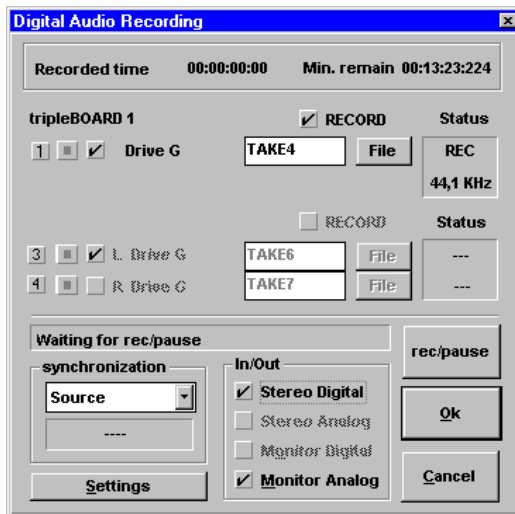 Digital Audio Recording
Recorded time 00:00:00:00 Min. remain 00:13:23:224
tripleBOARD 1 RECORD Status
1 Drive G TAKE4 File REC
44,1 KHz
RECORD Status
3 L. Drive G TAKE6 File ---
4 R. Drive G TAKE7 File ---
Waiting for rec/pause
rec/pause
synchronization
Source
----
Settings
In/Out
Stereo Digital
Stereo Analog
Monitor Digital
Monitor Analog
Ok
Cancel